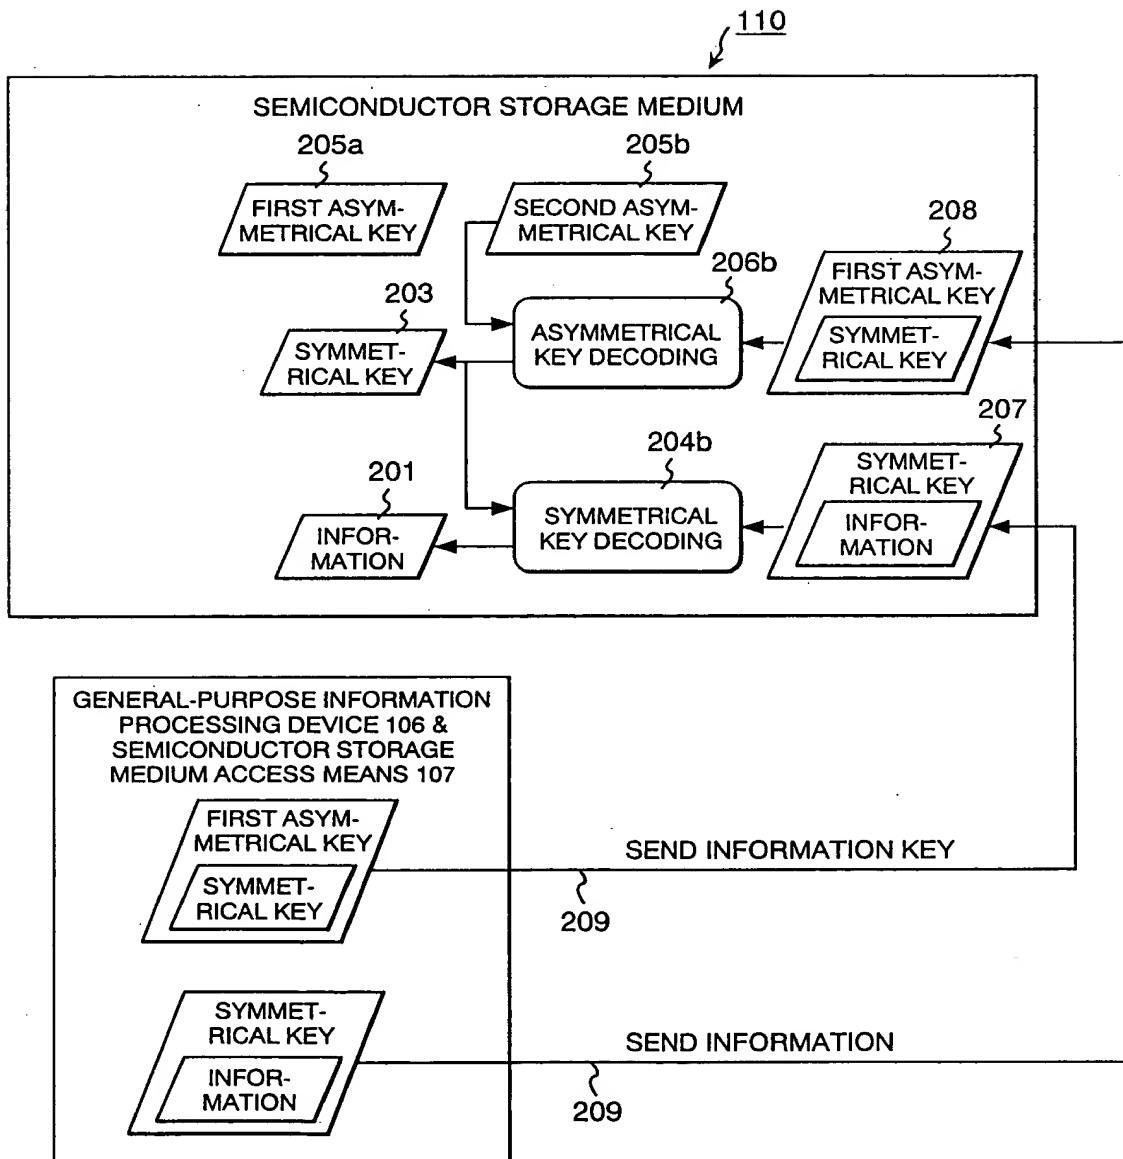 110
SEMICONDUCTOR STORAGE MEDIUM
205a
205b
FIRST ASYM-
METRICAL KEY
SECOND ASYM-
METRICAL KEY
208
206b
FIRST ASYM-
METRICAL KEY
203
SYMMET-
RICAL KEY
ASYMMETRICAL
KEY DECODING
SYMMET-
RICAL KEY
207
204b
SYMMET-
RICAL KEY
201
INFOR-
MATION
SYMMETRICAL
KEY DECODING
INFOR-
MATION
GENERAL-PURPOSE INFORMATION
PROCESSING DEVICE 106 &
SEMICONDUCTOR STORAGE
MEDIUM ACCESS MEANS 107
FIRST ASYM-
METRICAL KEY
SYMMET-
RICAL KEY
SEND INFORMATION KEY
209
SYMMET-
RICAL KEY
INFOR-
MATION
SEND INFORMATION
209